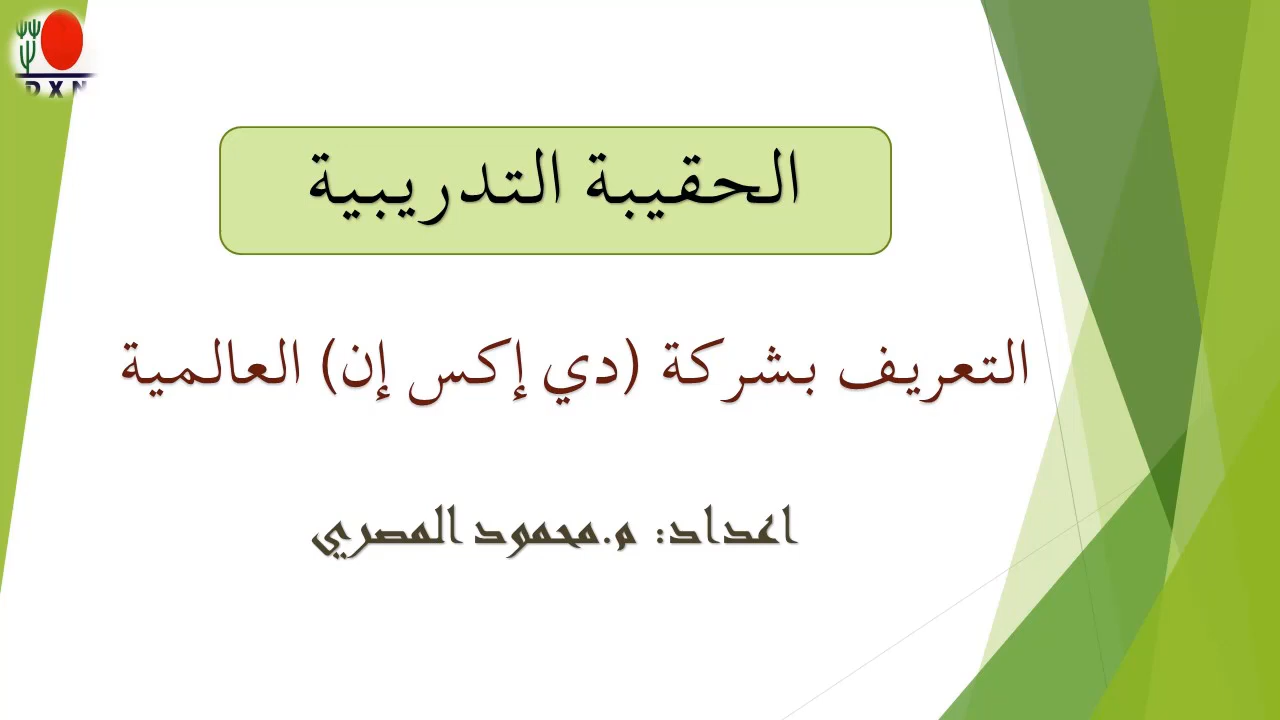 DXN
الحقيبة التدريبية
التعريف بشركة (دي إكس إن) العالمية
اعداد: م.محمود المصري